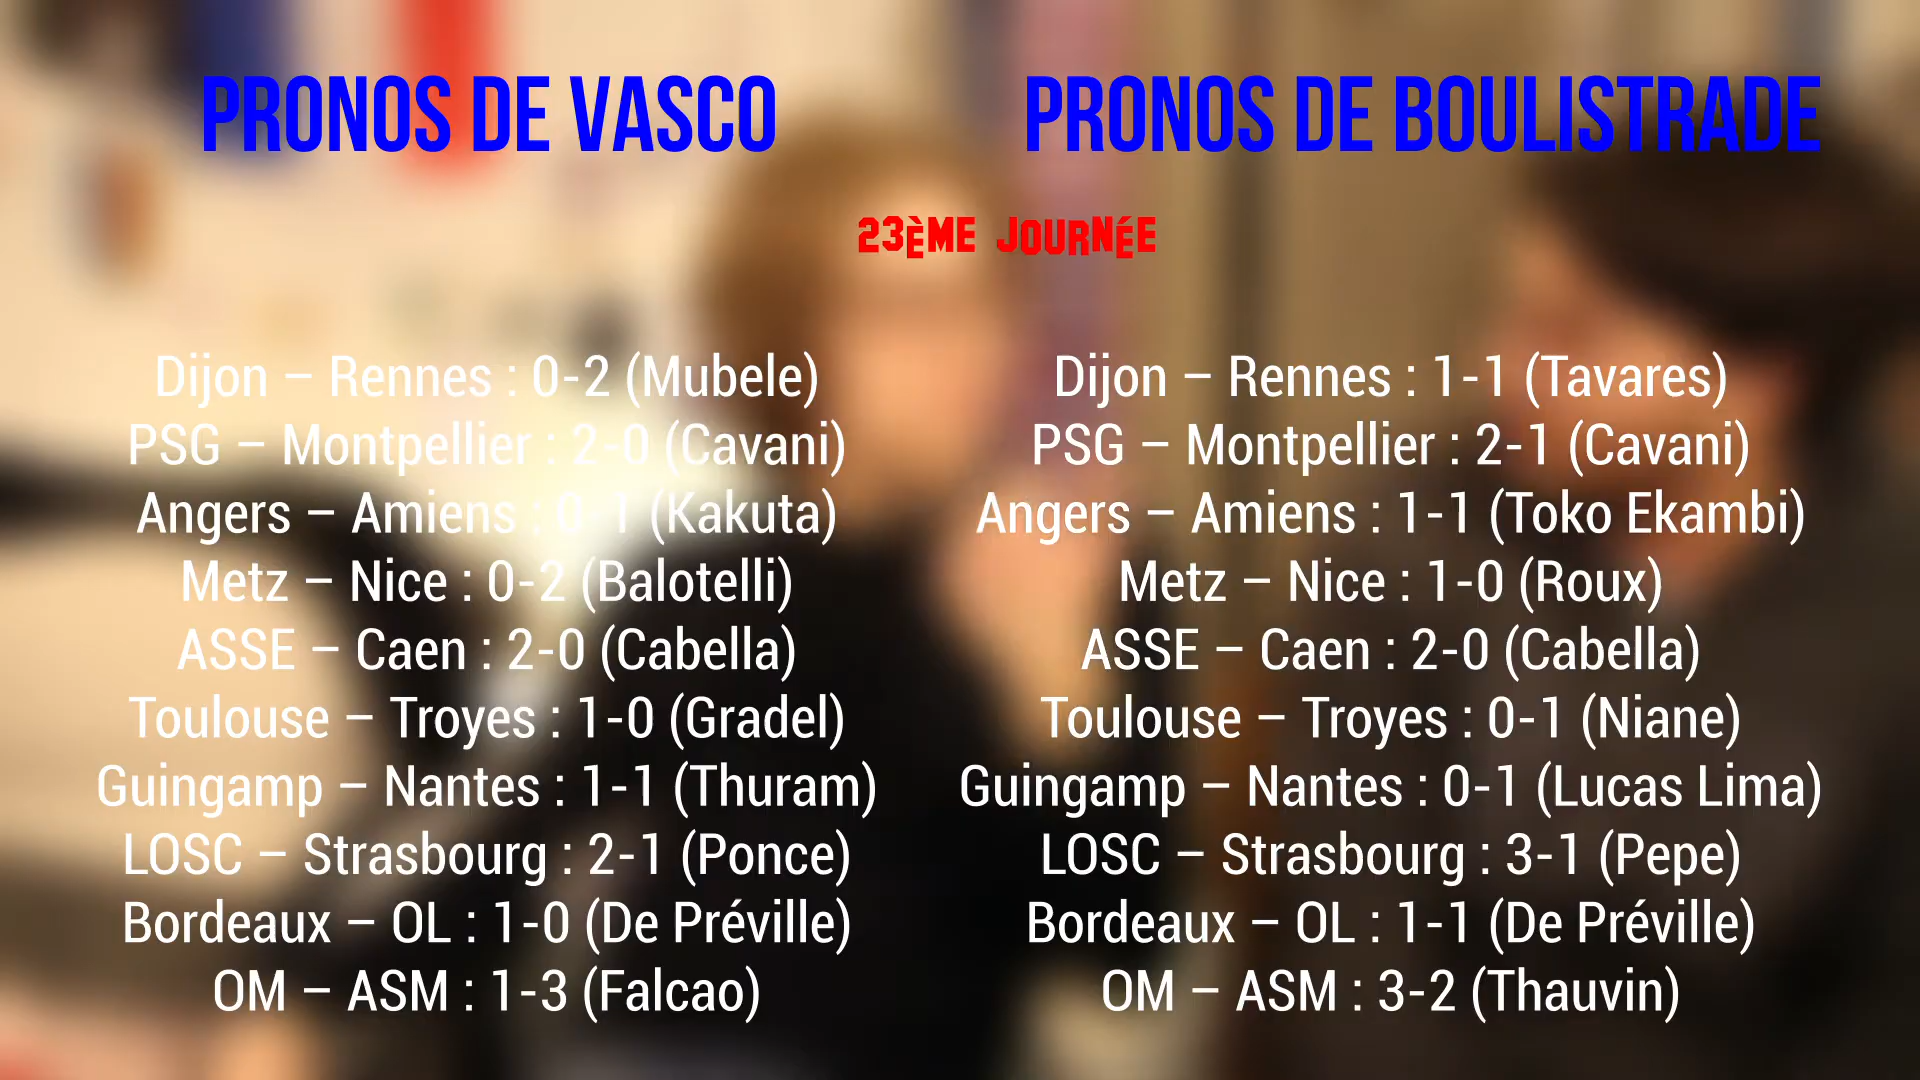 PRONOS DE VASCO
PRONOS DE BOULISTRADE
23ÈME JOURNÉE
Dijon – Rennes : 0-2 (Mubele)
PSG – Montpellier : 2-0 (Cavani)
Angers – Amiens : 0-1 (Kakuta)
Metz – Nice : 0-2 (Balotelli)
ASSE – Caen : 2-0 (Cabella)
Toulouse – Troyes : 1-0 (Gradel)
Guingamp – Nantes : 1-1 (Thuram)
LOSC – Strasbourg : 2-1 (Ponce)
Bordeaux – OL : 1-0 (De Préville)
OM – ASM : 1-3 (Falcao)
Dijon – Rennes : 1-1 (Tavares)
PSG – Montpellier : 2-1 (Cavani)
Angers – Amiens : 1-1 (Toko Ekambi)
Metz – Nice : 1-0 (Roux)
ASSE – Caen : 2-0 (Cabella)
Toulouse – Troyes : 0-1 (Niane)
Guingamp – Nantes : 0-1 (Lucas Lima)
LOSC – Strasbourg : 3-1 (Pepe)
Bordeaux – OL : 1-1 (De Préville)
OM – ASM : 3-2 (Thauvin)